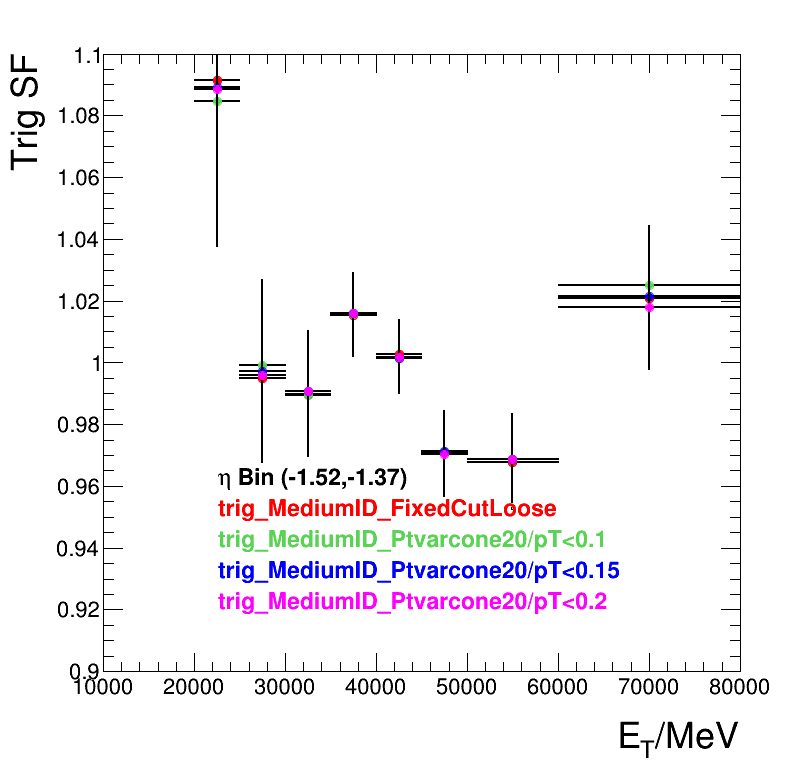 Trig SF
1.1
1.08
1.06
1.04
1.02
1
0.98
0.96
0.94
0.92
0.9
η Bin (-1.52,-1.37)
trig_MediumID_FixedCutLoose
trig_MediumID_Ptvarcone20/pT<0.1
trig_MediumID_Ptvarcone20/pT<0.15
trig_MediumID_Ptvarcone20/pT<0.2
10000 20000 30000 40000 50000 60000 70000 80000
E_T/MeV